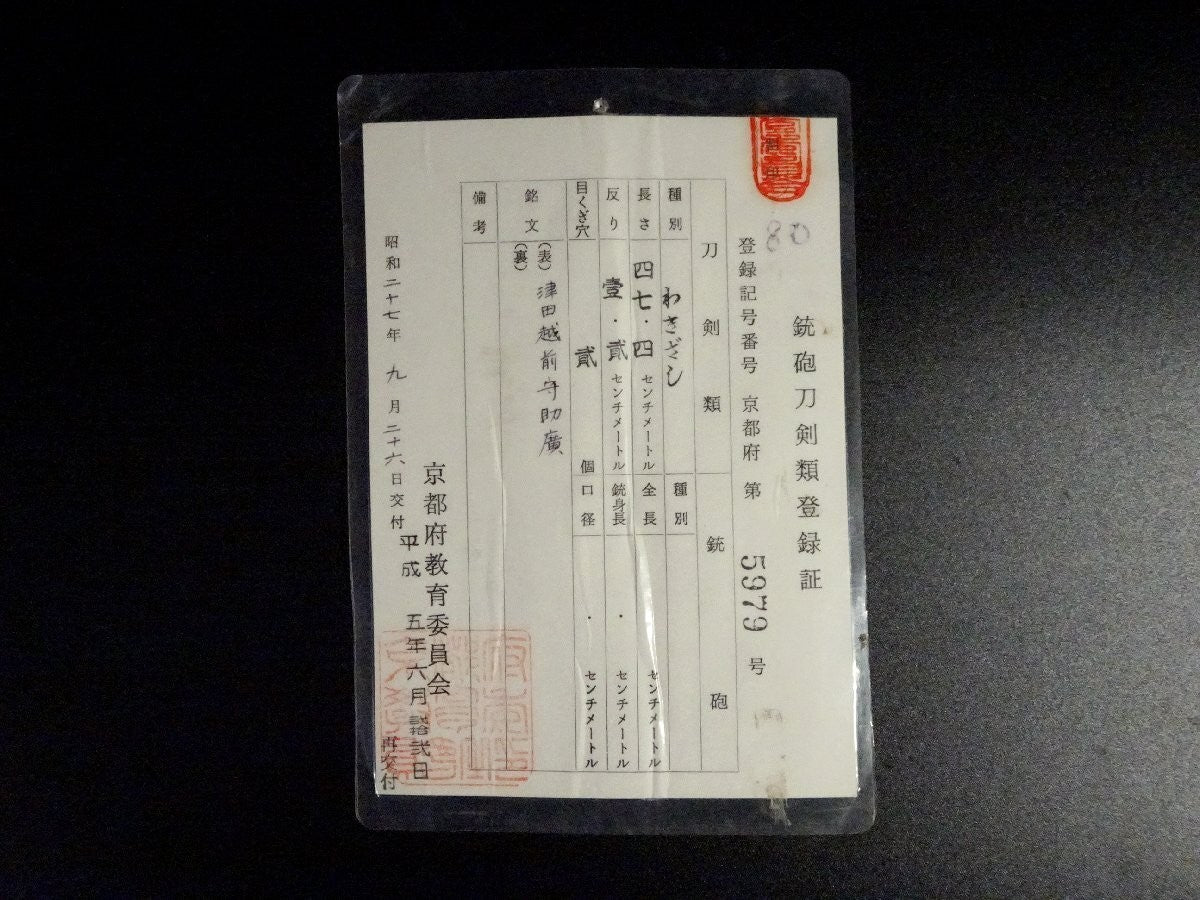 銃砲刀剣類登録証
80
登録記号番号 京都府 第 5979 号
刀剣類 銃砲
種別 わきざし 種別
長さ 四七・四 センチメートル 全長 ・ センチメートル
反り 壹・貳 センチメートル 銃身長 ・ センチメートル
目くぎ穴 貳 個 口径 ・ センチメートル
銘文 (表) 津田越前守助廣
(裏)
備考
京都府教育委員会
昭和二十七年 九月二十六日交付
平成 五年六月貳拾弐日
再交付